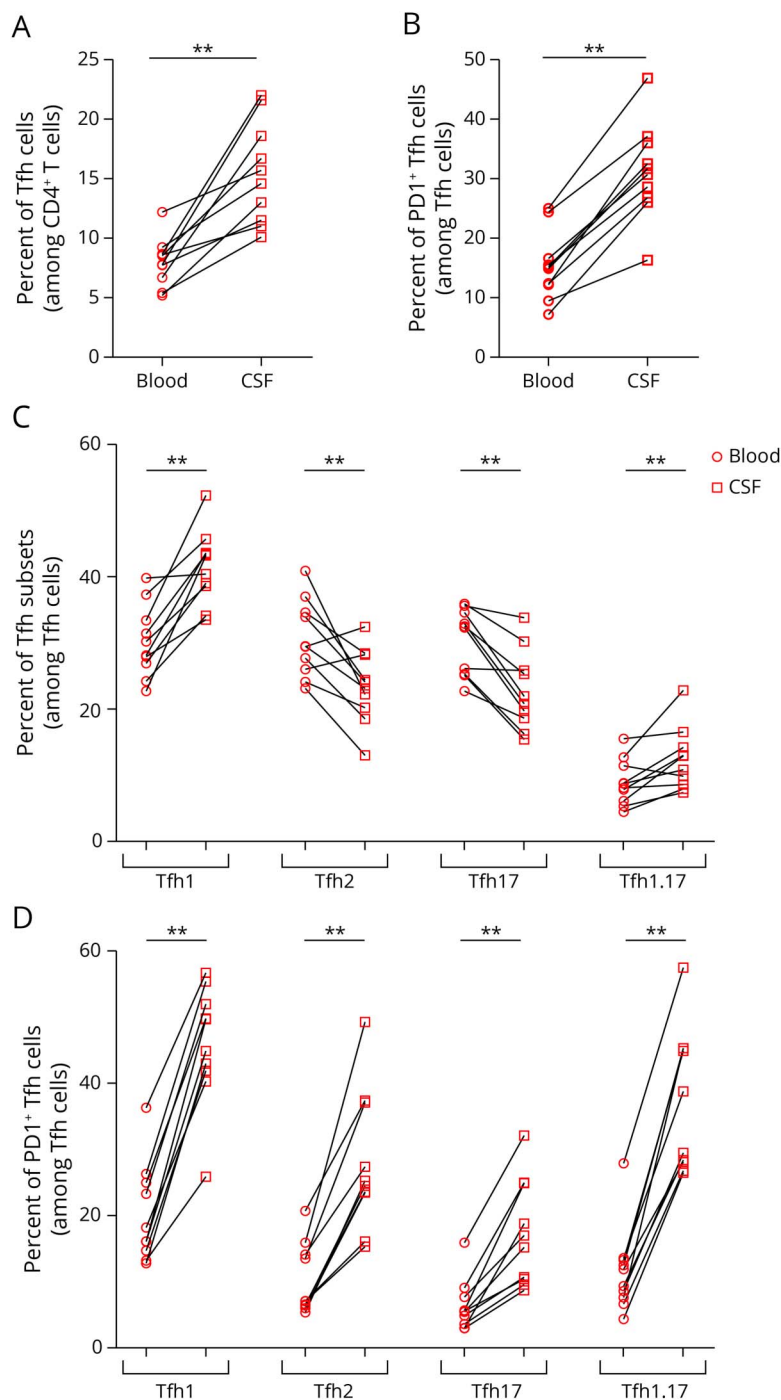 A
**
25
20
15
10
5
0
Percent of Tfh cells
(among CD4⁺ T cells)
Blood
CSF
B
**
50
40
30
20
10
0
Percent of PD1⁺ Tfh cells
(among Tfh cells)
Blood
CSF
C
60
40
20
0
Percent of Tfh subsets
(among Tfh cells)
** ** ** **
Blood
CSF
Tfh1 Tfh2 Tfh17 Tfh1.17
D
60
40
20
0
Percent of PD1⁺ Tfh cells
(among Tfh cells)
** ** ** **
Tfh1 Tfh2 Tfh17 Tfh1.17